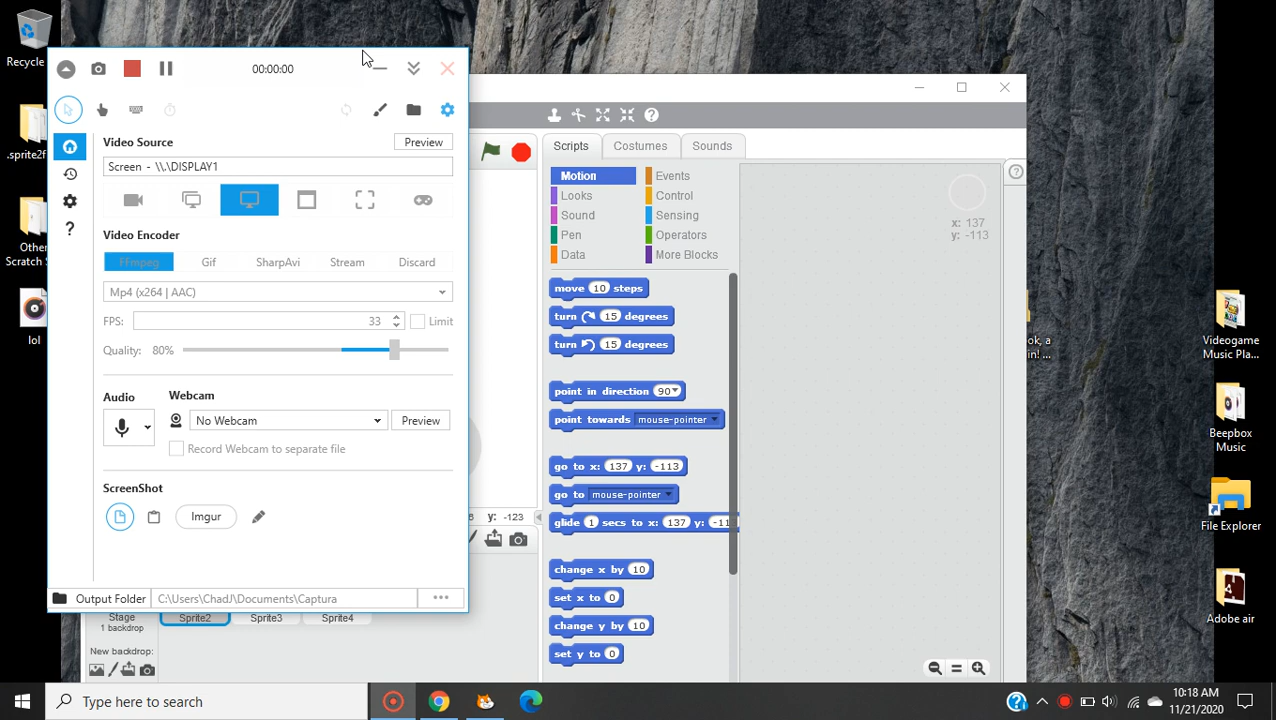 Recycle
.sprite2f
Other
Scratch S
lol
00:00:00
Video Source
Preview
Screen - \\.\DISPLAY1
Video Encoder
FFmpeg
Gif
SharpAvi
Stream
Discard
Mp4 (x264 | AAC)
FPS:
33
Limit
Quality: 80%
Audio
Webcam
No Webcam
Preview
Record Webcam to separate file
ScreenShot
Imgur
Output Folder
C:\Users\ChadJ\Documents\Captura
...
Stage
1 backdrop
Sprite2
Sprite3
Sprite4
New backdrop:
6 y: -123
Scripts
Costumes
Sounds
Motion
Events
Looks
Control
Sound
Sensing
Pen
Operators
Data
More Blocks
move 10 steps
turn 15 degrees
turn 15 degrees
point in direction 90
point towards mouse-pointer
go to x: 137 y: -113
go to mouse-pointer
glide 1 secs to x: 137 y: -11
change x by 10
set x to 0
change y by 10
set y to 0
x: 137
y: -113
ok, a
in! ...
Videogame
Music Pla...
Beepbox
Music
File Explorer
Adobe air
Type here to search
10:18 AM
11/21/2020